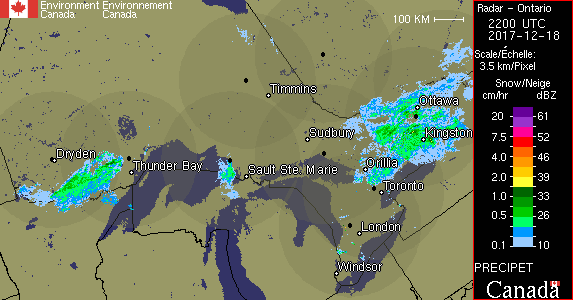 Environment Environnement
Canada Canada
100 KM
Timmins
Ottawa
Sudbury
Kingston
Dryden
Thunder Bay
Sault Ste. Marie
Orillia
Toronto
London
Windsor
Radar - Ontario
2200 UTC
2017-12-18
Scale/Échelle:
3.5 km/Pixel
Snow/Neige
cm/hr dBZ
20 61
7.5 52
4.0 46
2.0 39
1.0 33
0.5 26
0.1 10
PRECIPET
Canada